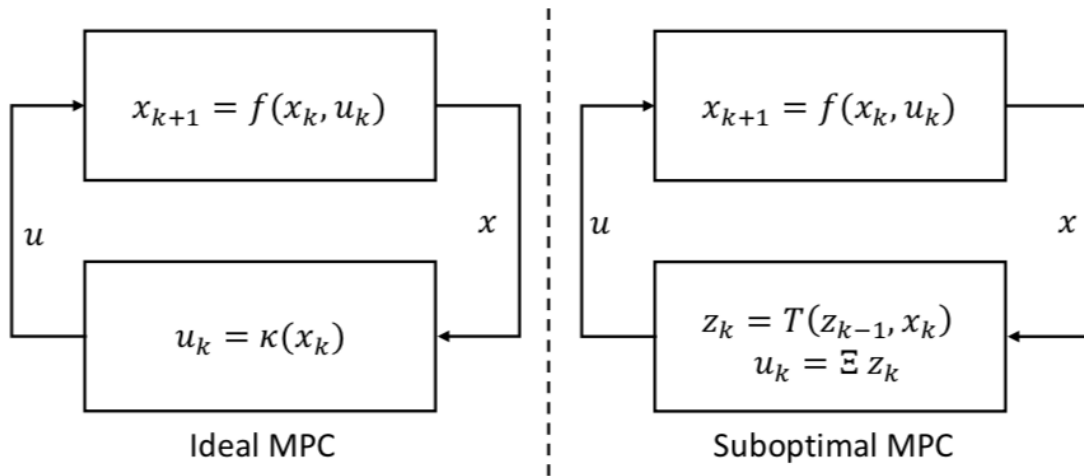 x_{k+1} = f(x_k, u_k)
u
x
u_k = κ(x_k)
Ideal MPC
x_{k+1} = f(x_k, u_k)
u
x
z_k = T(z_{k-1}, x_k)
u_k = Ξ z_k
Suboptimal MPC